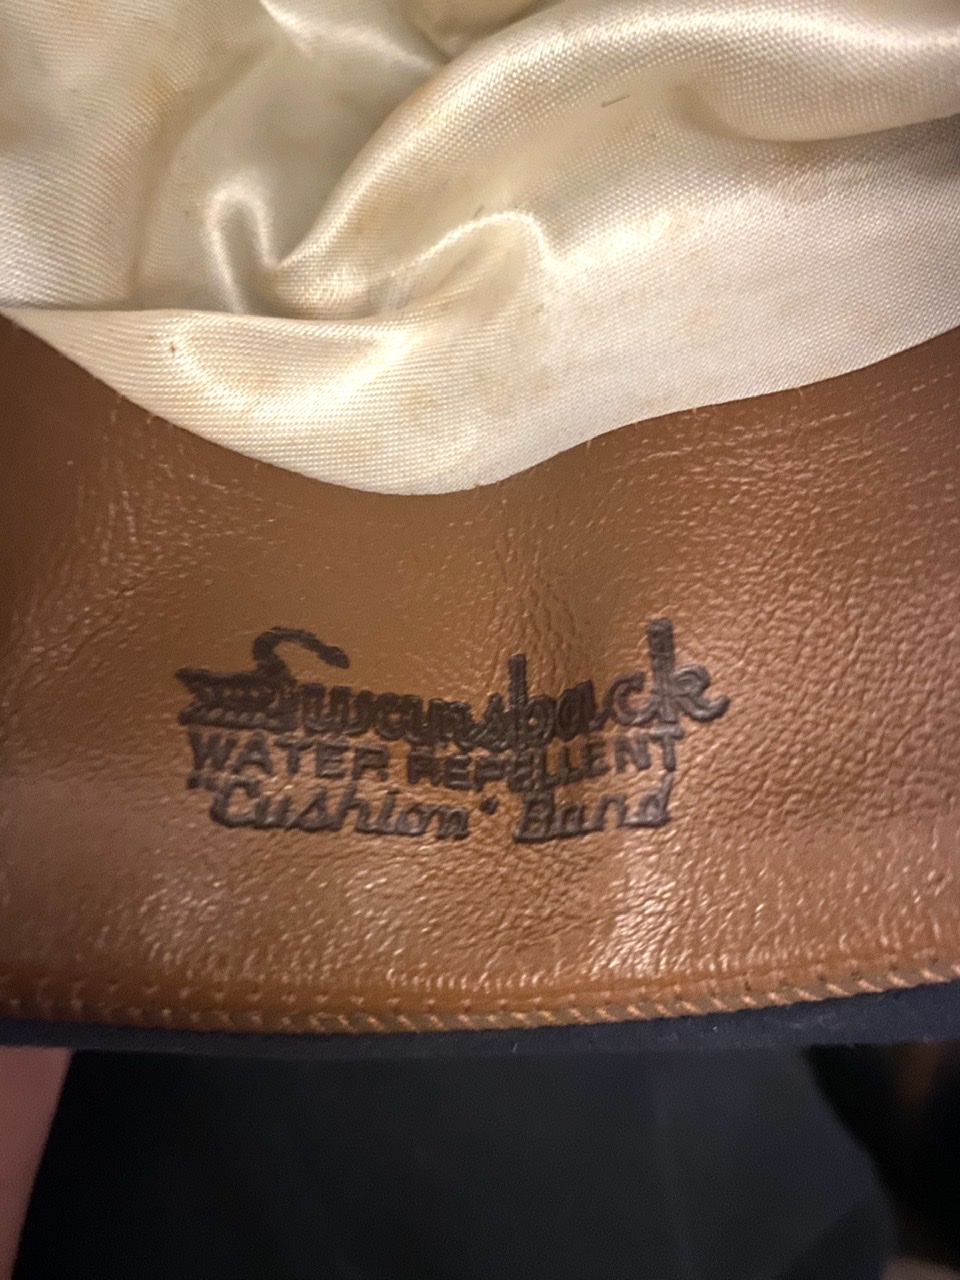 Swansback
WATER REPELLENT
"Cushion" Band